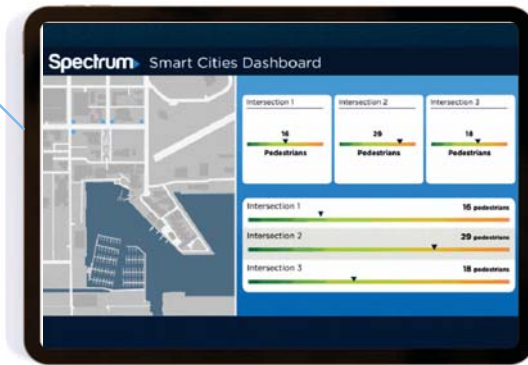 Spectrum Smart Cities Dashboard
Intersection 1
16
Pedestrians
Intersection 2
29
Pedestrians
Intersection 3
18
Pedestrians
Intersection 1 16 pedestrians
Intersection 2 29 pedestrians
Intersection 3 18 pedestrians